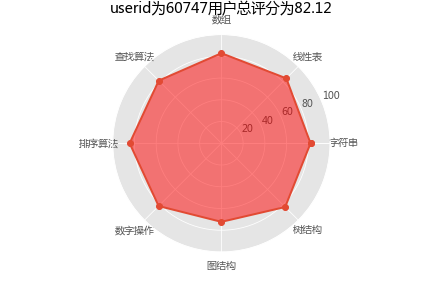 userid为60747用户总评分为82.12
数组
查找算法
线性表
100
80
60
40
20
排序算法
字符串
数字操作
树结构
图结构